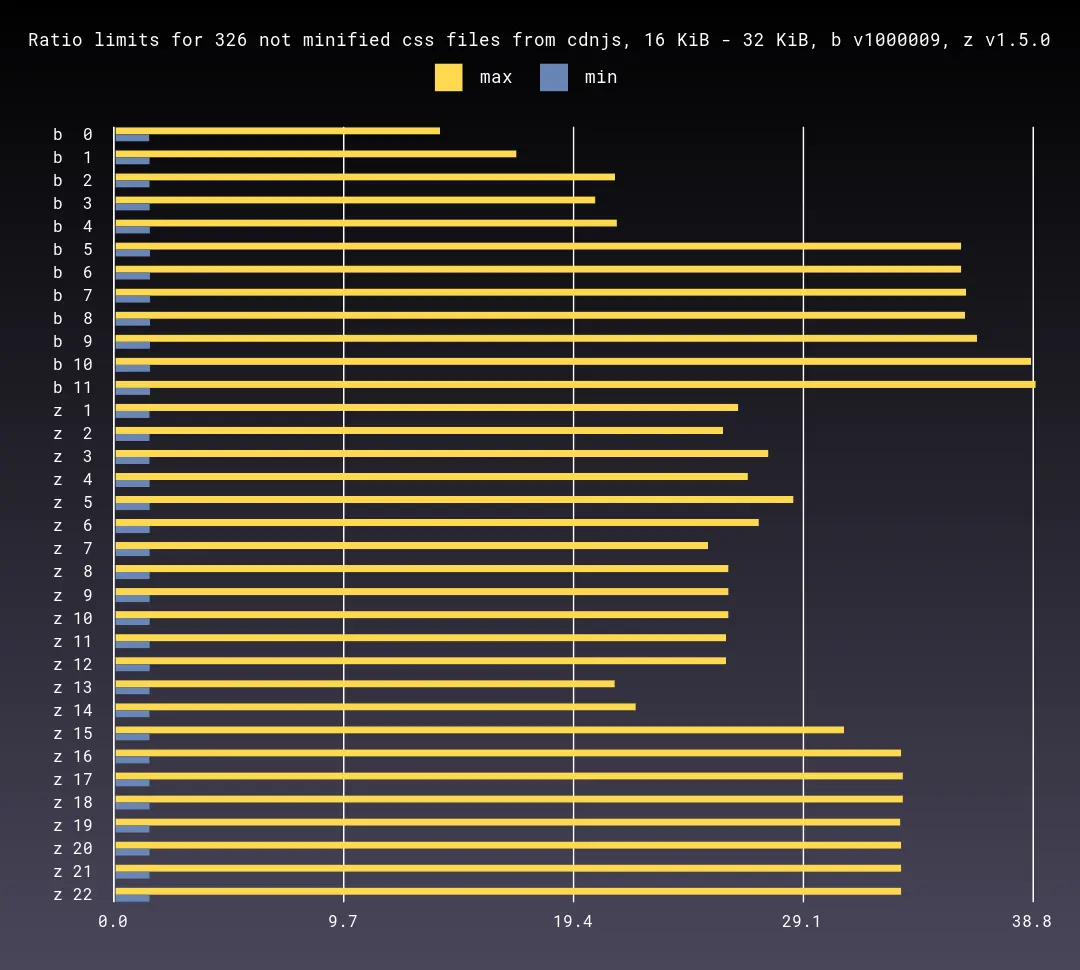 Ratio limits for 326 not minified css files from cdnjs, 16 KiB - 32 KiB, b v1000009, z v1.5.0
max min
b 0
b 1
b 2
b 3
b 4
b 5
b 6
b 7
b 8
b 9
b 10
b 11
z 1
z 2
z 3
z 4
z 5
z 6
z 7
z 8
z 9
z 10
z 11
z 12
z 13
z 14
z 15
z 16
z 17
z 18
z 19
z 20
z 21
z 22
0.0 9.7 19.4 29.1 38.8